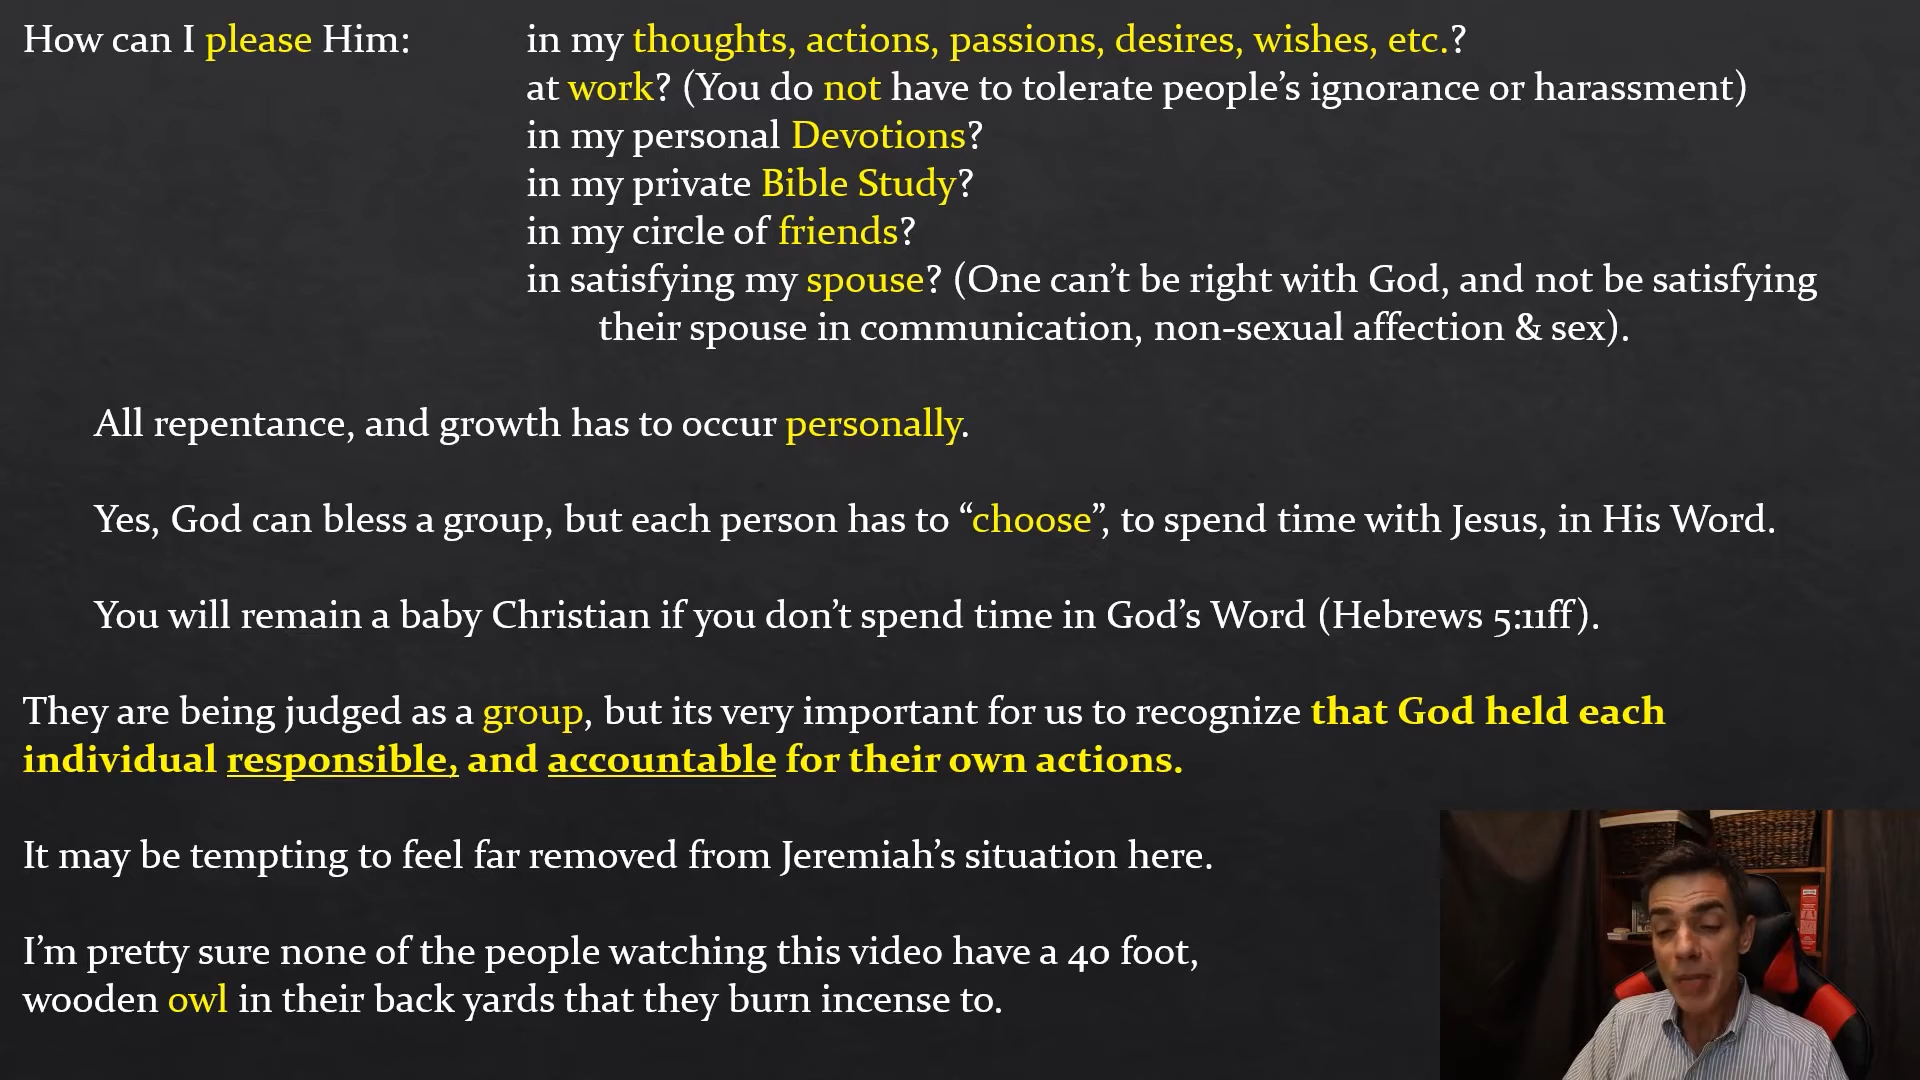 How can I please Him: in my thoughts, actions, passions, desires, wishes, etc.?
at work? (You do not have to tolerate people’s ignorance or harassment)
in my personal Devotions?
in my private Bible Study?
in my circle of friends?
in satisfying my spouse? (One can’t be right with God, and not be satisfying
their spouse in communication, non-sexual affection & sex).
All repentance, and growth has to occur personally.
Yes, God can bless a group, but each person has to “choose”, to spend time with Jesus, in His Word.
You will remain a baby Christian if you don’t spend time in God’s Word (Hebrews 5:11ff).
They are being judged as a group, but its very important for us to recognize that God held each
individual responsible, and accountable for their own actions.
It may be tempting to feel far removed from Jeremiah’s situation here.
I’m pretty sure none of the people watching this video have a 40 foot,
wooden owl in their back yards that they burn incense to.